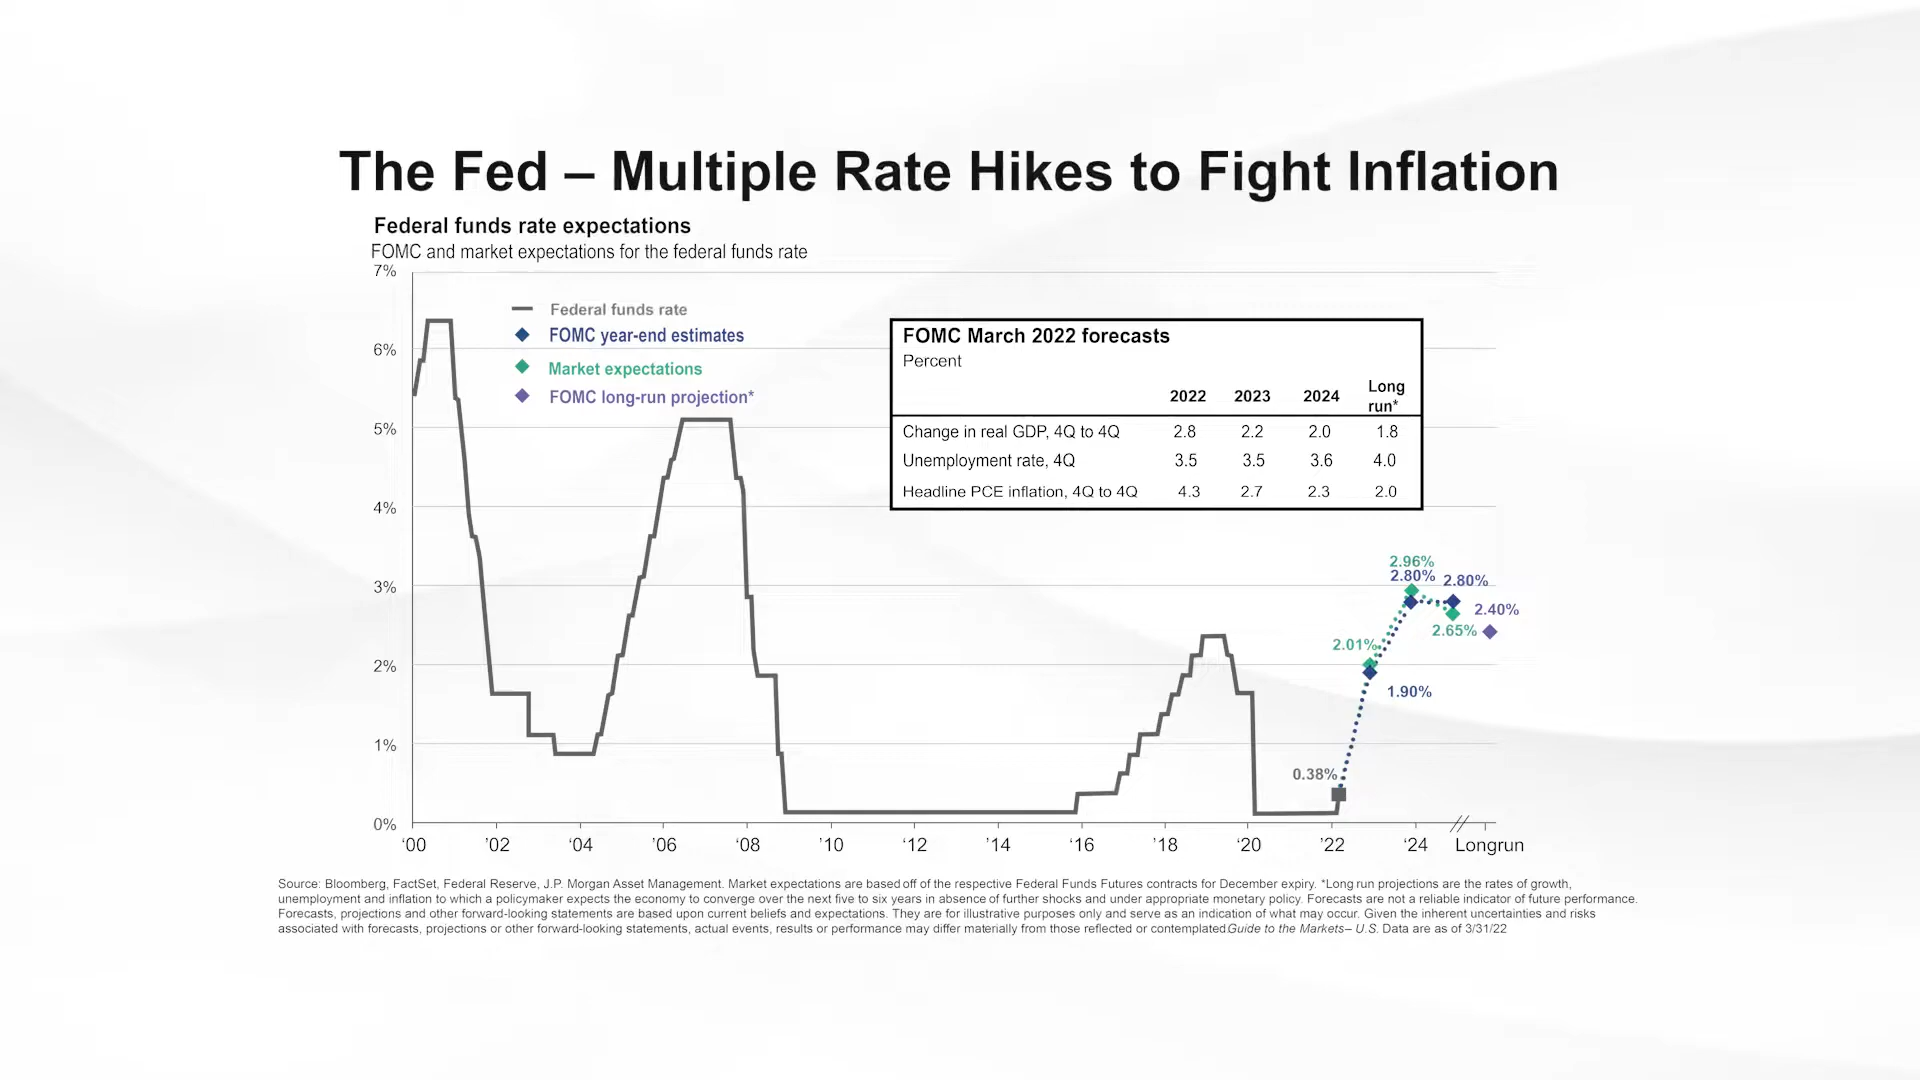 The Fed – Multiple Rate Hikes to Fight Inflation
Federal funds rate expectations
FOMC and market expectations for the federal funds rate
7%
6%
5%
4%
3%
2%
1%
0%
Federal funds rate
FOMC year-end estimates
Market expectations
FOMC long-run projection*
FOMC March 2022 forecasts
Percent
2022 2023 2024 Long run*
Change in real GDP, 4Q to 4Q 2.8 2.2 2.0 1.8
Unemployment rate, 4Q 3.5 3.5 3.6 4.0
Headline PCE inflation, 4Q to 4Q 4.3 2.7 2.3 2.0
2.96%
2.80% 2.80%
2.40%
2.65%
2.01%
1.90%
0.38%
‘00 ’02 ‘04 ’06 ‘08 ’10 ‘12 ’14 ‘16 ’18 ‘20 ’22 ‘24 Longrun
Source: Bloomberg, FactSet, Federal Reserve, J.P. Morgan Asset Management. Market expectations are based off of the respective Federal Funds Futures contracts for December expiry. *Long run projections are the rates of growth,
unemployment and inflation to which a policymaker expects the economy to converge over the next five to six years in absence of further shocks and under appropriate monetary policy. Forecasts are not a reliable indicator of future performance.
Forecasts, projections and other forward-looking statements are based upon current beliefs and expectations. They are for illustrative purposes only and serve as an indication of what may occur. Given the inherent uncertainties and risks
associated with forecasts, projections or other forward-looking statements, actual events, results or performance may differ materially from those reflected or contemplated.Guide to the Markets– U.S. Data are as of 3/31/22